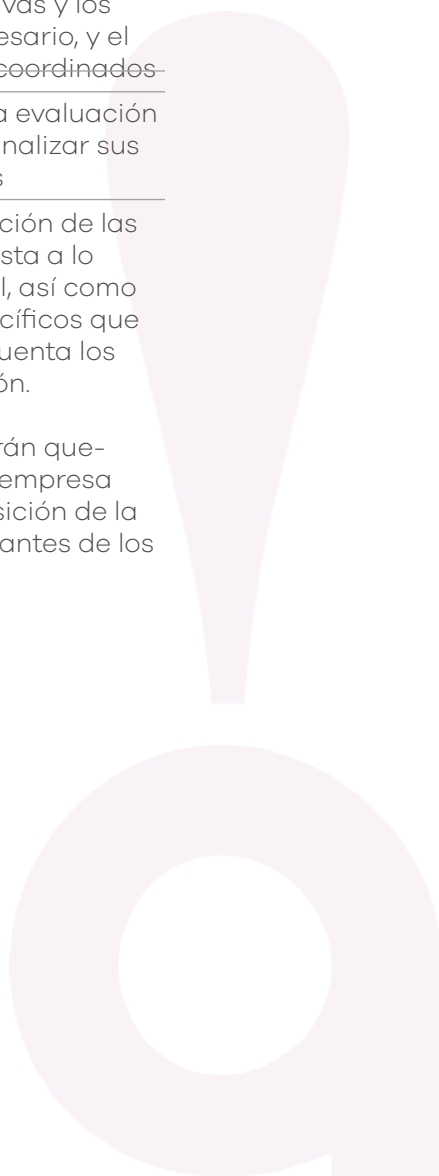 vas y los
esario, y el
coordinados
a evaluación
nalizar sus
s
ción de las
sta a lo
l, así como
cíficos que
uenta los
ón.
rán que-
empresa
sición de la
antes de los